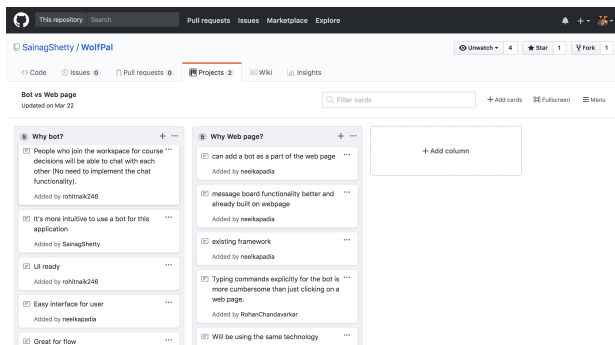 This repository Search Pull requests Issues Marketplace Explore
SainagShetty / WolfPal Unwatch 4 Star 1 Fork 1
Code Issues 0 Pull requests 0 Projects 2 Wiki Insights
Bot vs Web page
Updated on Mar 22
Filter cards
+ Add cards Fullscreen Menu
5 Why bot?
People who join the workspace for course
decisions will be able to chat with each
other (No need to implement the chat
functionality).
Added by rohitnaik246
It's more intuitive to use a bot for this
application
Added by SainagShetty
UI ready
Added by rohitnaik246
Easy interface for user
Added by neelkapadia
Great for flow
5 Why Web page?
can add a bot as a part of the web page
Added by neelkapadia
message board functionality better and
already built on webpage
Added by neelkapadia
existing framework
Added by neelkapadia
Typing commands explicitly for the bot is
more cumbersome than just clicking on a
web page.
Added by RohanChandavarkar
Will be using the same technology
+ Add column